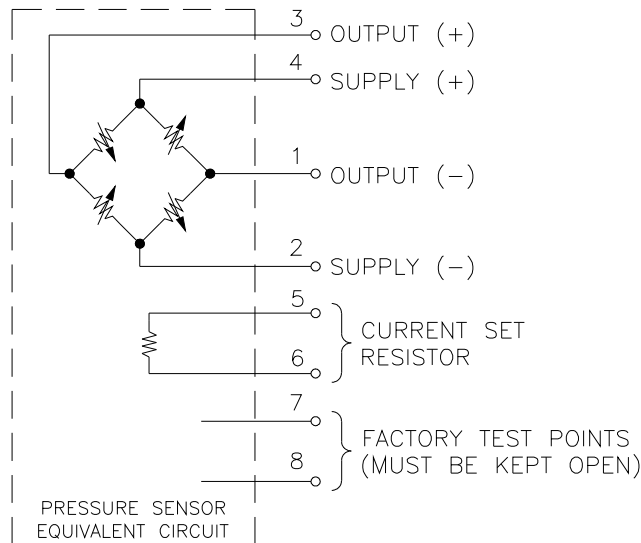 3
OUTPUT (+)
4
SUPPLY (+)
1
OUTPUT (-)
2
SUPPLY (-)
5
CURRENT SET
RESISTOR
6
7
FACTORY TEST POINTS
(MUST BE KEPT OPEN)
8
PRESSURE SENSOR
EQUIVALENT CIRCUIT